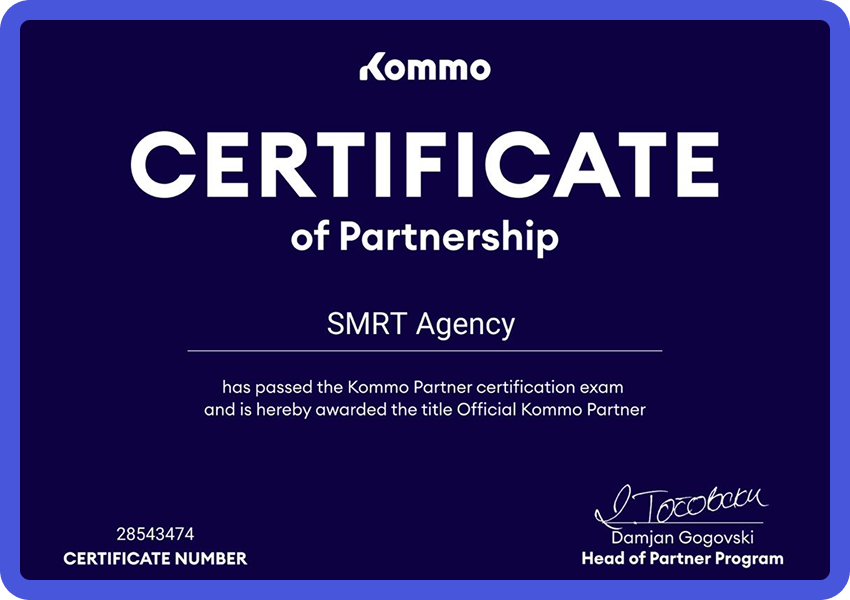 Kommo
CERTIFICATE
of Partnership
SMRT Agency
has passed the Kommo Partner certification exam
and is hereby awarded the title Official Kommo Partner
28543474
CERTIFICATE NUMBER
Damjan Gogovski
Head of Partner Program